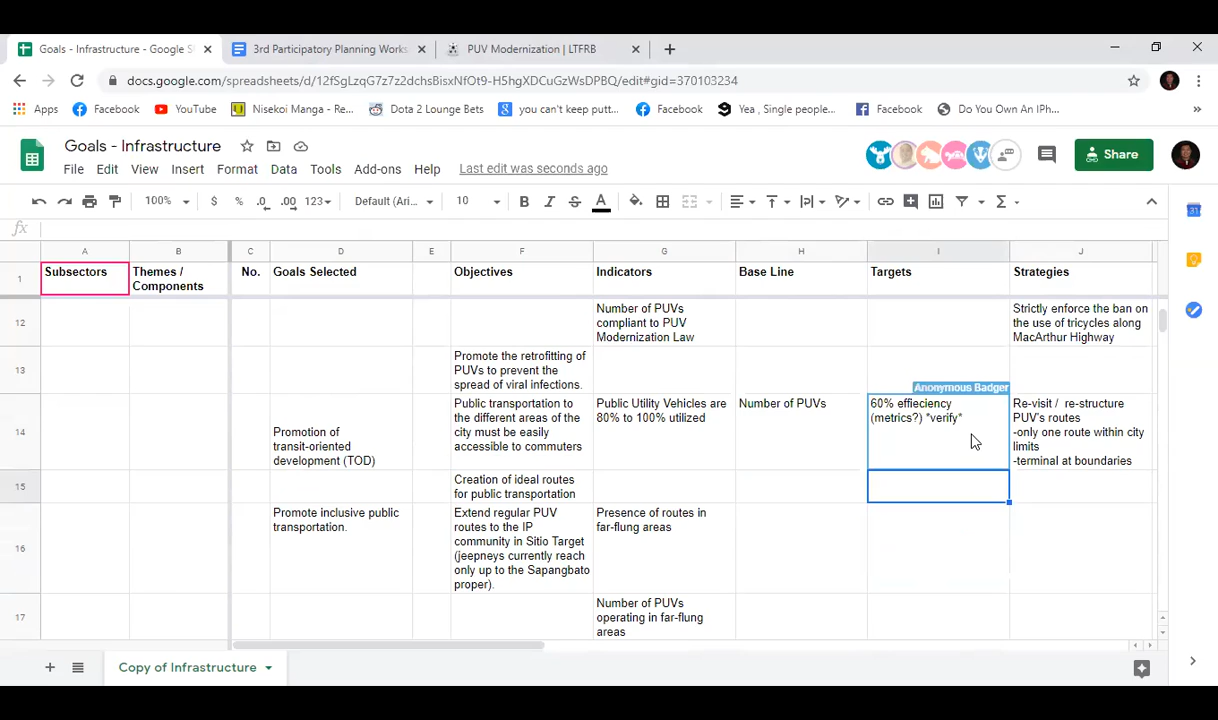 Goals - Infrastructure - Google S
3rd Participatory Planning Works
PUV Modernization | LTFRB
docs.google.com/spreadsheets/d/12fSgLzqG7z7z2dchsBisxNfOt9-H5hgXDCuGzWsDPBQ/edit#gid=370103234
Apps
Facebook
YouTube
Nisekoi Manga - Re...
Dota 2 Lounge Bets
you can't keep putt...
Facebook
Yea , Single people...
Facebook
Do You Own An IPh...
»
Goals - Infrastructure
Share
File Edit View Insert Format Data Tools Add-ons Help Last edit was seconds ago
100% $ % .0 .00 123 Default (Ari... 10 B I S A
fx
A B C D E F G H I J
1
Subsectors
Themes /
Components
No.
Goals Selected
Objectives
Indicators
Base Line
Targets
Strategies
12
Number of PUVs
compliant to PUV
Modernization Law
Strictly enforce the ban on
the use of tricycles along
MacArthur Highway
13
Promote the retrofitting of
PUVs to prevent the
spread of viral infections.
Anonymous Badger
14
Promotion of
transit-oriented
development (TOD)
Public transportation to
the different areas of the
city must be easily
accessible to commuters
Public Utility Vehicles are
80% to 100% utilized
Number of PUVs
60% effieciency
(metrics?) *verify*
Re-visit / re-structure
PUV's routes
-only one route within city
limits
-terminal at boundaries
15
Creation of ideal routes
for public transportation
16
Promote inclusive public
transportation.
Extend regular PUV
routes to the IP
community in Sitio Target
(jeepneys currently reach
only up to the Sapangbato
proper).
Presence of routes in
far-flung areas
17
Number of PUVs
operating in far-flung
areas
Copy of Infrastructure